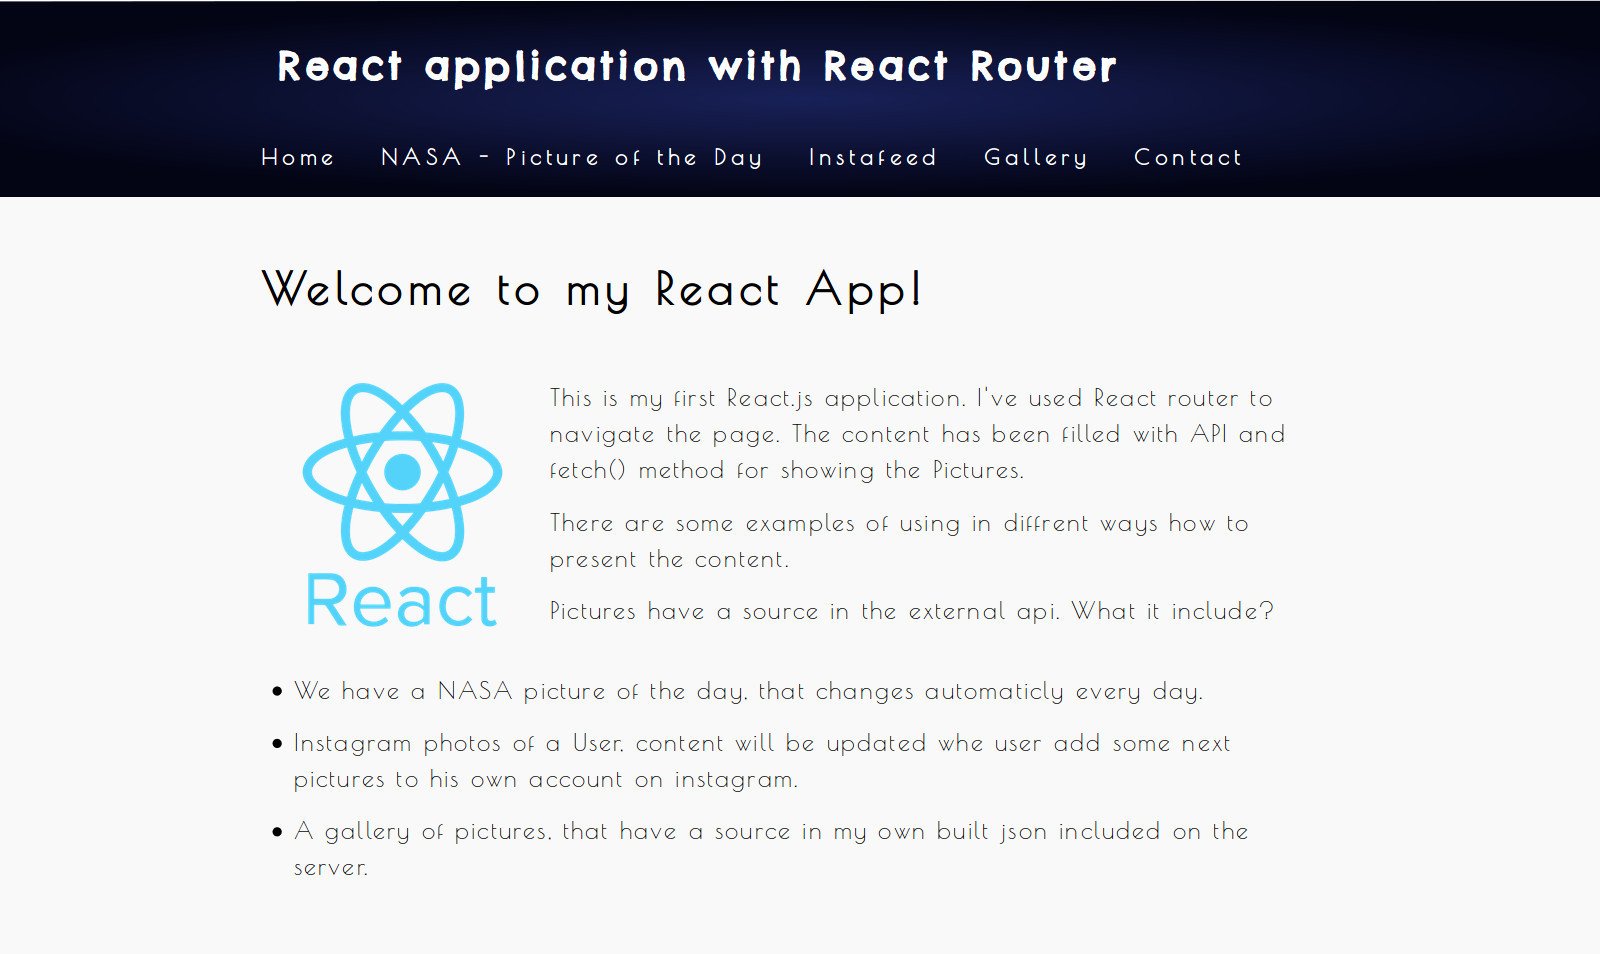 React application with React Router
Home NASA - Picture of the Day Instafeed Gallery Contact
Welcome to my React App!
This is my first React.js application. I've used React router to
navigate the page. The content has been filled with API and
fetch() method for showing the Pictures.
There are some examples of using in diffrent ways how to
present the content.
Pictures have a source in the external api. What it include?
React
We have a NASA picture of the day, that changes automaticly every day.
Instagram photos of a User, content will be updated whe user add some next
pictures to his own account on instagram.
A gallery of pictures, that have a source in my own built json included on the
server.